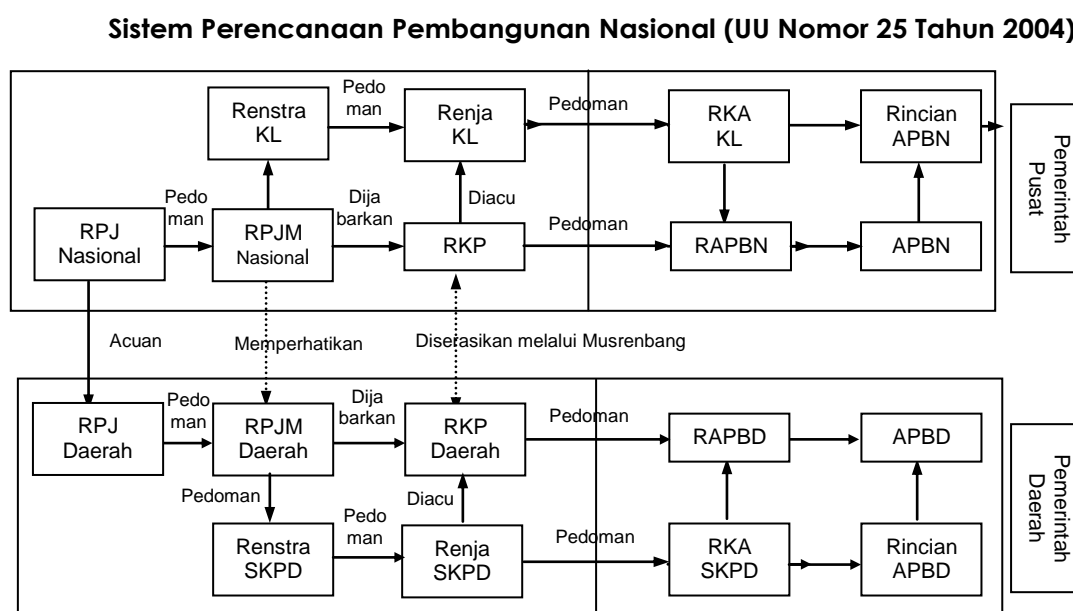 Sistem Perencanaan Pembangunan Nasional (UU Nomor 25 Tahun 2004)
Renstra
KL
Pedo
man
Renja
KL
Pedoman
RKA
KL
Rincian
APBN
RPJ
Nasional
Pedo
man
RPJM
Nasional
Dija
barkan
Diacu
RKP
Pedoman
RAPBN
APBN
Pemerintah
Pusat
Acuan
Memperhatikan
Diserasikan melalui Musrenbang
RPJ
Daerah
Pedo
man
RPJM
Daerah
Dija
barkan
RKP
Daerah
Pedoman
RAPBD
APBD
Pedoman
Diacu
Renstra
SKPD
Pedo
man
Renja
SKPD
Pedoman
RKA
SKPD
Rincian
APBD
Pemerintah
Daerah